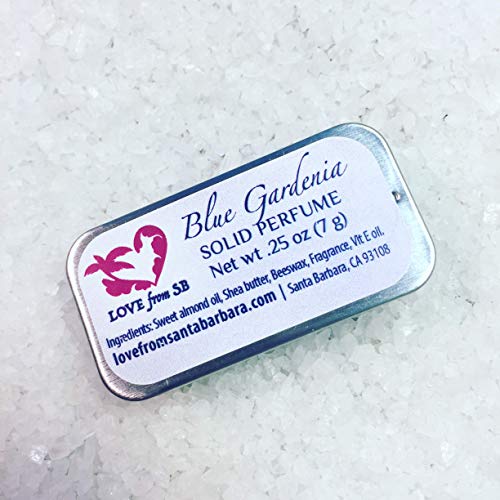 Blue Gardenia
SOLID PERFUME
Net wt .25 oz (7 g)
LOVE from SB
Ingredients: Sweet almond oil, Shea butter, Beeswax, Fragrance, Vit E oil.
lovefromsantabarbara.com | Santa Barbara, CA 93108